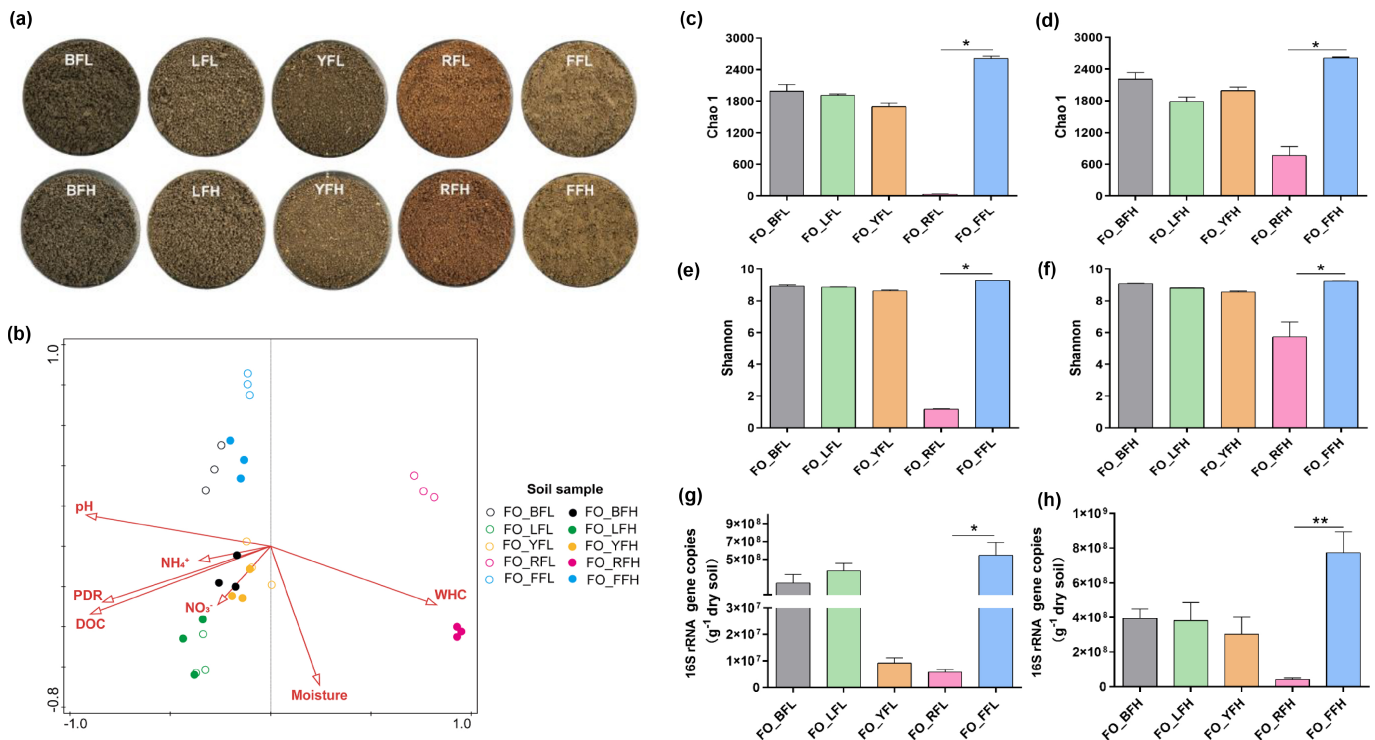 (a)
BFL LFL YFL RFL FFL
BFH LFH YFH RFH FFH
(b)
1.0
-0.8
-1.0
1.0
pH
NH₄⁺
PDR
DOC
NO₃⁻
WHC
Moisture
Soil sample
FO_BFL FO_BFH
FO_LFL FO_LFH
FO_YFL FO_YFH
FO_RFL FO_RFH
FO_FFL FO_FFH
(c)
Chao 1
3000
2400
1800
1200
600
0
*
FO_BFL FO_LFL FO_YFL FO_RFL FO_FFL
(d)
Chao 1
3000
2400
1800
1200
600
0
*
FO_BFH FO_LFH FO_YFH FO_RFH FO_FFH
(e)
Shannon
10
8
6
4
2
0
*
FO_BFL FO_LFL FO_YFL FO_RFL FO_FFL
(f)
Shannon
10
8
6
4
2
0
*
FO_BFH FO_LFH FO_YFH FO_RFH FO_FFH
(g)
16S rRNA gene copies
(g⁻¹ dry soil)
9×10⁸
7×10⁸
5×10⁸
3×10⁷
2×10⁷
1×10⁷
0
*
FO_BFL FO_LFL FO_YFL FO_RFL FO_FFL
(h)
16S rRNA gene copies
(g⁻¹ dry soil)
1×10⁹
8×10⁸
6×10⁸
4×10⁸
2×10⁸
0
**
FO_BFH FO_LFH FO_YFH FO_RFH FO_FFH